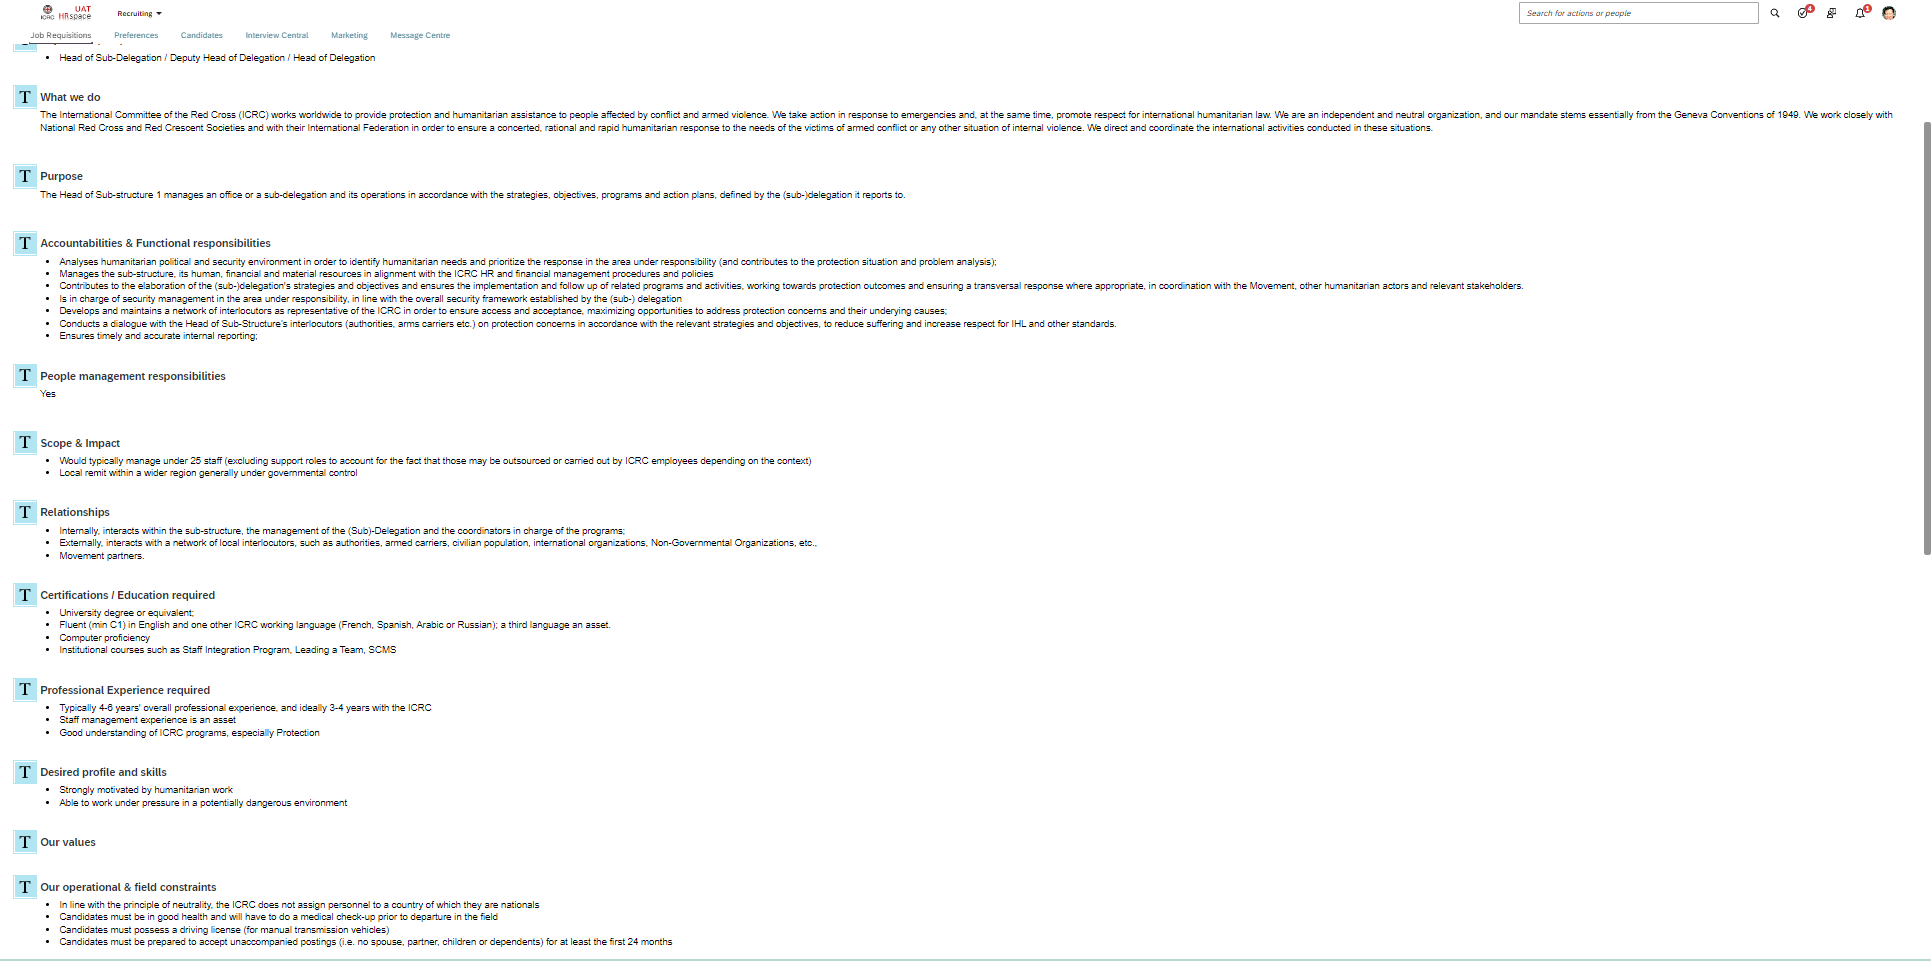 ICRC
UAT
HRspace
Recruiting
Search for actions or people
4
1
Job Requisitions
Preferences
Candidates
Interview Central
Marketing
Message Centre
• Head of Sub-Delegation / Deputy Head of Delegation / Head of Delegation
T What we do
The International Committee of the Red Cross (ICRC) works worldwide to provide protection and humanitarian assistance to people affected by conflict and armed violence. We take action in response to emergencies and, at the same time, promote respect for international humanitarian law. We are an independent and neutral organization, and our mandate stems essentially from the Geneva Conventions of 1949. We work closely with
National Red Cross and Red Crescent Societies and with their International Federation in order to ensure a concerted, rational and rapid humanitarian response to the needs of the victims of armed conflict or any other situation of internal violence. We direct and coordinate the international activities conducted in these situations.
T Purpose
The Head of Sub-structure 1 manages an office or a sub-delegation and its operations in accordance with the strategies, objectives, programs and action plans, defined by the (sub-)delegation it reports to.
T Accountabilities & Functional responsibilities
• Analyses humanitarian political and security environment in order to identify humanitarian needs and prioritize the response in the area under responsibility (and contributes to the protection situation and problem analysis);
• Manages the sub-structure, its human, financial and material resources in alignment with the ICRC HR and financial management procedures and policies
• Contributes to the elaboration of the (sub-)delegation's strategies and objectives and ensures the implementation and follow up of related programs and activities, working towards protection outcomes and ensuring a transversal response where appropriate, in coordination with the Movement, other humanitarian actors and relevant stakeholders.
• Is in charge of security management in the area under responsibility, in line with the overall security framework established by the (sub-) delegation
• Develops and maintains a network of interlocutors as representative of the ICRC in order to ensure access and acceptance, maximizing opportunities to address protection concerns and their underlying causes;
• Conducts a dialogue with the Head of Sub-Structure's interlocutors (authorities, arms carriers etc.) on protection concerns in accordance with the relevant strategies and objectives, to reduce suffering and increase respect for IHL and other standards.
• Ensures timely and accurate internal reporting;
T People management responsibilities
Yes
T Scope & Impact
• Would typically manage under 25 staff (excluding support roles to account for the fact that those may be outsourced or carried out by ICRC employees depending on the context)
• Local remit within a wider region generally under governmental control
T Relationships
• Internally, interacts within the sub-structure, the management of the (Sub)-Delegation and the coordinators in charge of the programs;
• Externally, interacts with a network of local interlocutors, such as authorities, armed carriers, civilian population, international organizations, Non-Governmental Organizations, etc.,
• Movement partners.
T Certifications / Education required
• University degree or equivalent;
• Fluent (min C1) in English and one other ICRC working language (French, Spanish, Arabic or Russian); a third language an asset.
• Computer proficiency
• Institutional courses such as Staff Integration Program, Leading a Team, SCMS
T Professional Experience required
• Typically 4-6 years' overall professional experience, and ideally 3-4 years with the ICRC
• Staff management experience is an asset
• Good understanding of ICRC programs, especially Protection
T Desired profile and skills
• Strongly motivated by humanitarian work
• Able to work under pressure in a potentially dangerous environment
T Our values
T Our operational & field constraints
• In line with the principle of neutrality, the ICRC does not assign personnel to a country of which they are nationals
• Candidates must be in good health and will have to do a medical check-up prior to departure in the field
• Candidates must possess a driving license (for manual transmission vehicles)
• Candidates must be prepared to accept unaccompanied postings (i.e. no spouse, partner, children or dependents) for at least the first 24 months